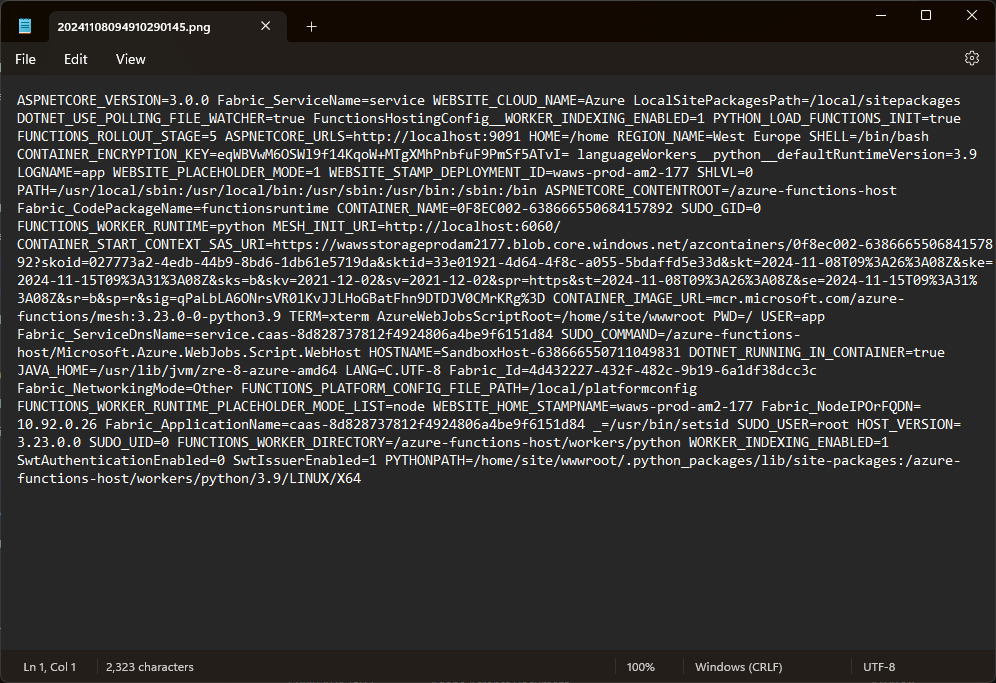 20241108094910290145.png
File Edit View
ASPNETCORE_VERSION=3.0.0 Fabric_ServiceName=service WEBSITE_CLOUD_NAME=Azure LocalSitePackagesPath=/local/sitepackages
DOTNET_USE_POLLING_FILE_WATCHER=true FunctionsHostingConfig__WORKER_INDEXING_ENABLED=1 PYTHON_LOAD_FUNCTIONS_INIT=true
FUNCTIONS_ROLLOUT_STAGE=5 ASPNETCORE_URLS=http://localhost:9091 HOME=/home REGION_NAME=West Europe SHELL=/bin/bash
CONTAINER_ENCRYPTION_KEY=eqWBVwM6OSWl9f14KqoW+MTgXMhPnbfuF9PmSf5ATvI= languageWorkers__python__defaultRuntimeVersion=3.9
LOGNAME=app WEBSITE_PLACEHOLDER_MODE=1 WEBSITE_STAMP_DEPLOYMENT_ID=waws-prod-am2-177 SHLVL=0
PATH=/usr/local/sbin:/usr/local/bin:/usr/sbin:/usr/bin:/sbin:/bin ASPNETCORE_CONTENTROOT=/azure-functions-host
Fabric_CodePackageName=functionsruntime CONTAINER_NAME=0F8EC002-638666550684157892 SUDO_GID=0
FUNCTIONS_WORKER_RUNTIME=python MESH_INIT_URI=http://localhost:6060/
CONTAINER_START_CONTEXT_SAS_URI=https://wawsstorageprodam2177.blob.core.windows.net/azcontainers/0f8ec002-6386665506841578
92?skoid=027773a2-4edb-44b9-8bd6-1db61e5719da&sktid=33e01921-4d64-4f8c-a055-5bdaffd5e33d&skt=2024-11-08T09%3A26%3A08Z&ske=
2024-11-15T09%3A31%3A08Z&sks=b&skv=2021-12-02&sv=2021-12-02&spr=https&st=2024-11-08T09%3A26%3A08Z&se=2024-11-15T09%3A31%
3A08Z&sr=b&sp=r&sig=qPaLbLA6ONrsVR01KvJJLHoGBatFhn9DTDJV0CMrKRg%3D CONTAINER_IMAGE_URL=mcr.microsoft.com/azure-
functions/mesh:3.23.0-0-python3.9 TERM=xterm AzureWebJobsScriptRoot=/home/site/wwwroot PWD=/ USER=app
Fabric_ServiceDnsName=service.caas-8d828737812f4924806a4be9f6151d84 SUDO_COMMAND=/azure-functions-
host/Microsoft.Azure.WebJobs.Script.WebHost HOSTNAME=SandboxHost-638666550711049831 DOTNET_RUNNING_IN_CONTAINER=true
JAVA_HOME=/usr/lib/jvm/zre-8-azure-amd64 LANG=C.UTF-8 Fabric_Id=4d432227-432f-482c-9b19-6a1df38dcc3c
Fabric_NetworkingMode=Other FUNCTIONS_PLATFORM_CONFIG_FILE_PATH=/local/platformconfig
FUNCTIONS_WORKER_RUNTIME_PLACEHOLDER_MODE_LIST=node WEBSITE_HOME_STAMPNAME=waws-prod-am2-177 Fabric_NodeIPOrFQDN=
10.92.0.26 Fabric_ApplicationName=caas-8d828737812f4924806a4be9f6151d84 _=/usr/bin/setsid SUDO_USER=root HOST_VERSION=
3.23.0.0 SUDO_UID=0 FUNCTIONS_WORKER_DIRECTORY=/azure-functions-host/workers/python WORKER_INDEXING_ENABLED=1
SwtAuthenticationEnabled=0 SwtIssuerEnabled=1 PYTHONPATH=/home/site/wwwroot/.python_packages/lib/site-packages:/azure-
functions-host/workers/python/3.9/LINUX/X64
Ln 1, Col 1 2,323 characters 100% Windows (CRLF) UTF-8